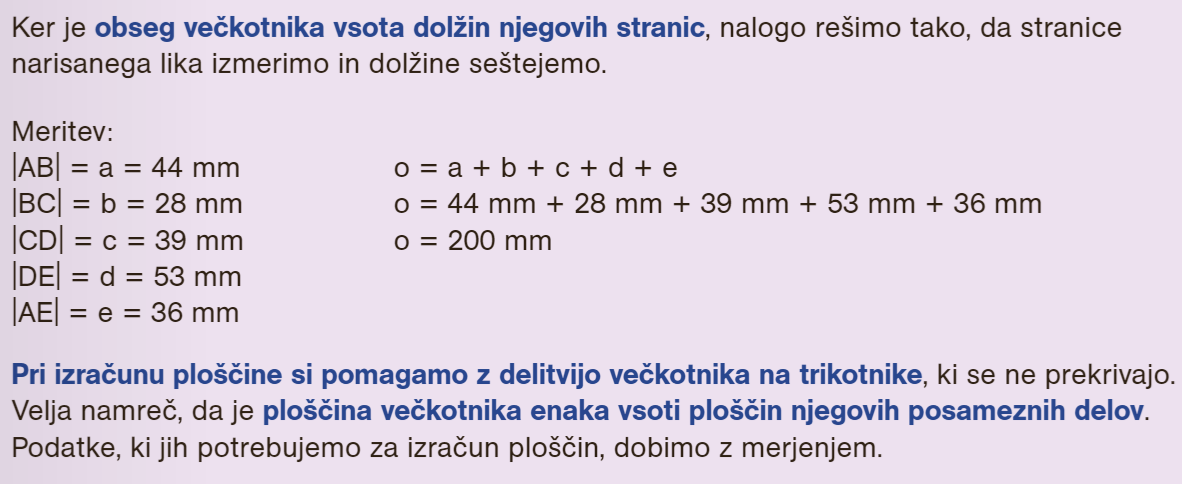 Ker je obseg večkotnika vsota dolžin njegovih stranic, nalogo rešimo tako, da stranice
narisanega lika izmerimo in dolžine seštejemo.
Meritev:
|AB| = a = 44 mm
|BC| = b = 28 mm
|CD| = c = 39 mm
|DE| = d = 53 mm
|AE| = e = 36 mm
o = a + b + c + d + e
o = 44 mm + 28 mm + 39 mm + 53 mm + 36 mm
o = 200 mm
Pri izračunu ploščine si pomagamo z delitvijo večkotnika na trikotnike, ki se ne prekrivajo.
Velja namreč, da je ploščina večkotnika enaka vsoti ploščin njegovih posameznih delov.
Podatke, ki jih potrebujemo za izračun ploščin, dobimo z merjenjem.